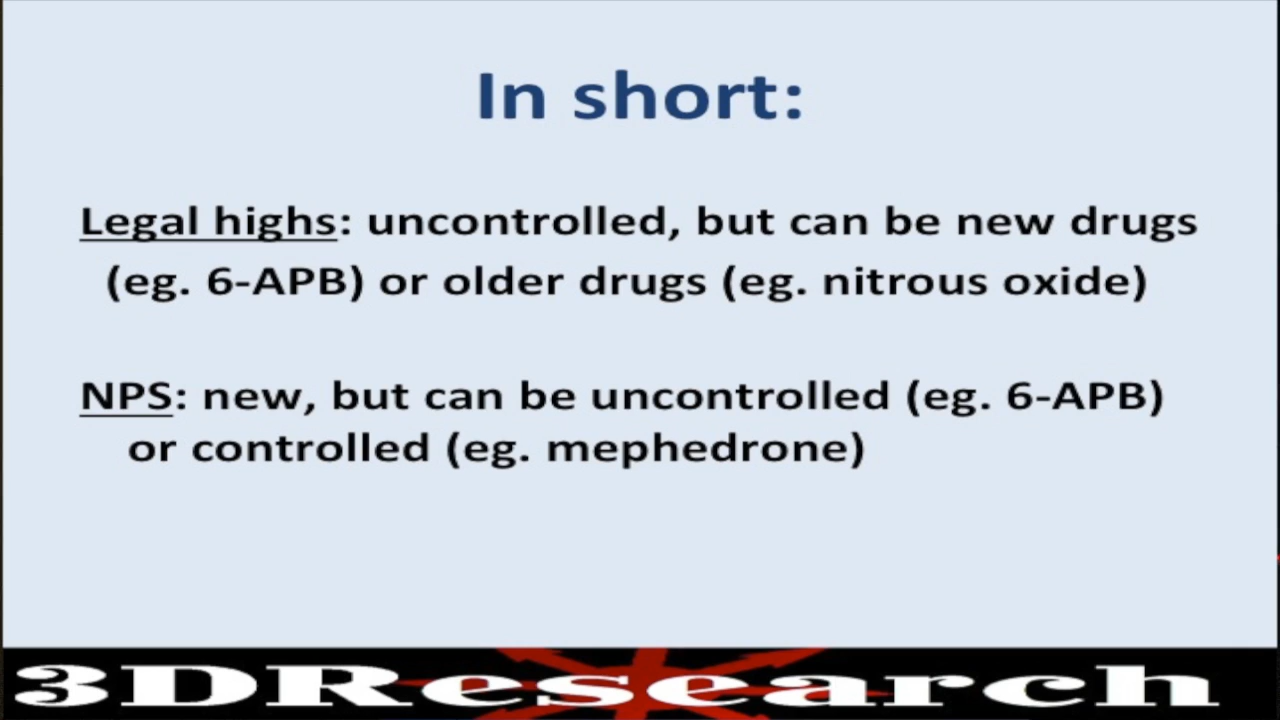 In short:
Legal highs: uncontrolled, but can be new drugs
(eg. 6-APB) or older drugs (eg. nitrous oxide)
NPS: new, but can be uncontrolled (eg. 6-APB)
or controlled (eg. mephedrone)
3DResearch